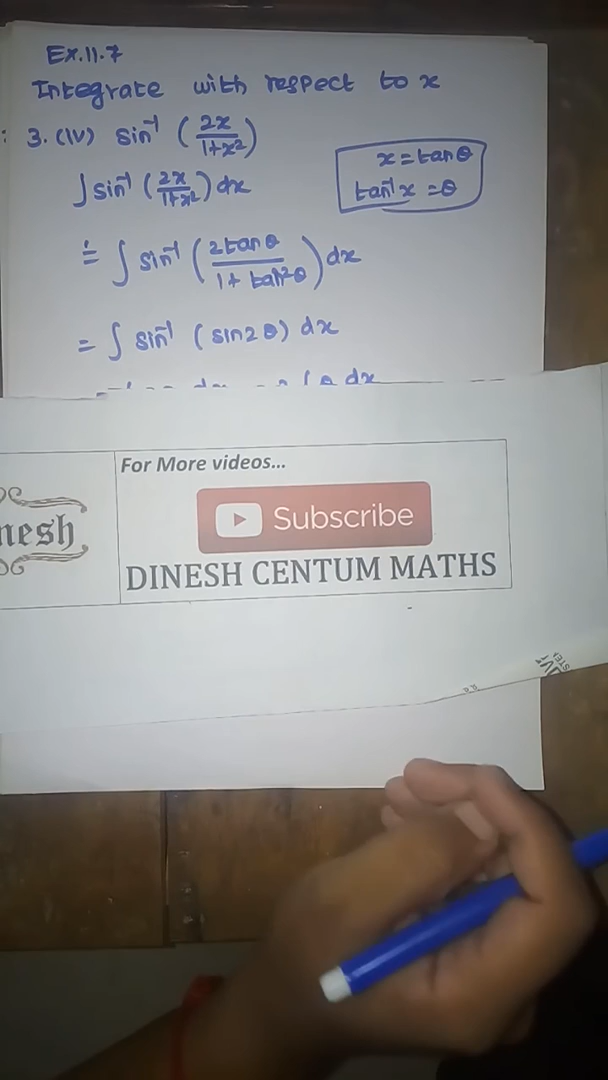 Ex.11.7
Integrate with respect to x
3. (iv) sin⁻¹ (2x/1+x²)
∫sin⁻¹ (2x/1+x²) dx
x = tanθ
tan⁻¹x = θ
= ∫ sin⁻¹ (2tanθ/1+tan²θ) dx
= ∫ sin⁻¹ (sin2θ) dx
For More videos...
Subscribe
nesh
DINESH CENTUM MATHS